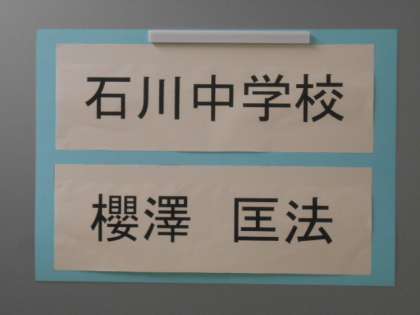 石川中学校
櫻澤　匡法